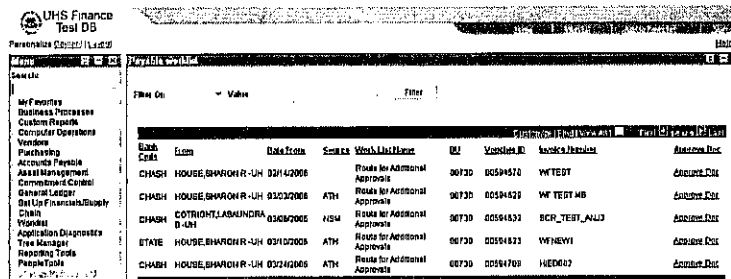 UHS Finance
Test DB
Personalize Content | Layout
Help
Menu
Payable worklist
Search:
Filter On: Value Filter
My Favorites
Business Processes
Custom Reports
Computer Operations
Vendors
Purchasing
Accounts Payable
Asset Management
Commitment Control
General Ledger
Set Up Financials/Supply
Chain
Worklist
Application Diagnostics
Tree Manager
Reporting Tools
PeopleTools
Customize | Find | View All First Last
Bank Code From Date From Source Work List Name BU Voucher ID Invoice Number Approve Doc
CHASH HOUSE,SHARON R -UH 02/14/2006 Route for Additional Approvals 00730 00594570 WFTEST Approve Doc
CHASH HOUSE,SHARON R -UH 03/03/2006 ATH Route for Additional Approvals 00730 00594629 WF TEST MB Approve Doc
CHASH D -UH 03/08/2006 NSM Route for Additional Approvals 00730 SCR_TEST_ANJ3 Approve Doc
STATE HOUSE,SHARON R -UH 03/10/2006 ATH Route for Additional Approvals 00730 00594623 WFNEW1 Approve Doc
CHASH HOUSE,SHARON R -UH 03/24/2006 ATH Route for Additional Approvals 00730 00594709 HJED002 Approve Doc